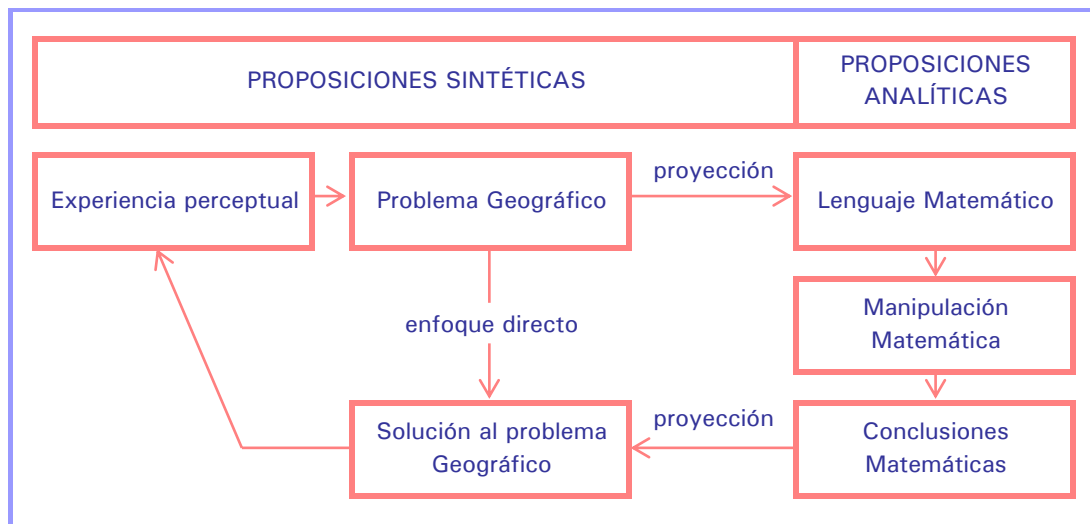 PROPOSICIONES SINTÉTICAS
PROPOSICIONES
ANALÍTICAS
Experiencia perceptual
Problema Geográfico
proyección
Lenguaje Matemático
Manipulación
Matemática
enfoque directo
Solución al problema
Geográfico
proyección
Conclusiones
Matemáticas